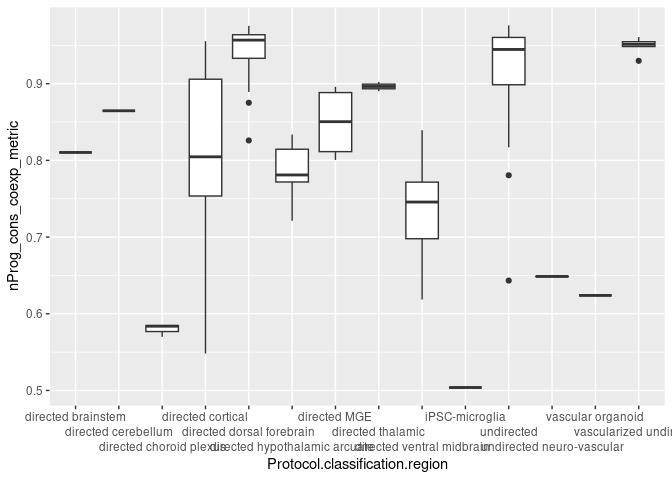 nProg_cons_coexp_metric
0.9
0.8
0.7
0.6
0.5
directed brainstem
directed cerebellum
directed choroid plexus
directed cortical
directed dorsal forebrain
directed hypothalamic arcuate
directed MGE
directed thalamic
directed ventral midbrain
iPSC-microglia
undirected
undirected neuro-vascular
vascular organoid
vascularized undir
Protocol.classification.region